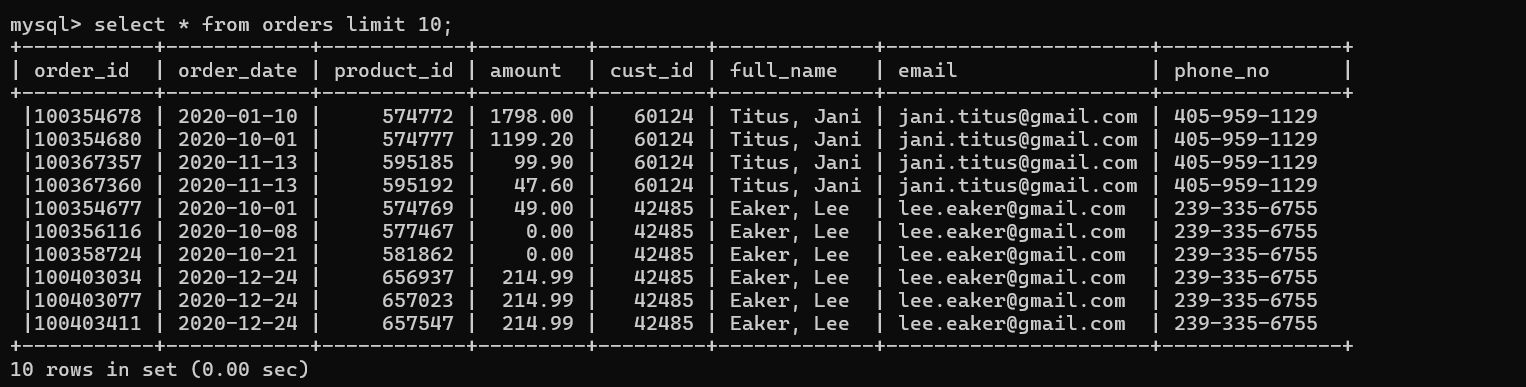 mysql> select * from orders limit 10;
+-----------+------------+------------+---------+---------+-------------+----------------------+---------------+
| order_id  | order_date | product_id | amount  | cust_id | full_name   | email                | phone_no      |
+-----------+------------+------------+---------+---------+-------------+----------------------+---------------+
 |100354678 | 2020-01-10 |     574772 | 1798.00 |   60124 | Titus, Jani | jani.titus@gmail.com | 405-959-1129
 |100354680 | 2020-10-01 |     574777 | 1199.20 |   60124 | Titus, Jani | jani.titus@gmail.com | 405-959-1129
 |100367357 | 2020-11-13 |     595185 |   99.90 |   60124 | Titus, Jani | jani.titus@gmail.com | 405-959-1129
 |100367360 | 2020-11-13 |     595192 |   47.60 |   60124 | Titus, Jani | jani.titus@gmail.com | 405-959-1129
 |100354677 | 2020-10-01 |     574769 |   49.00 |   42485 | Eaker, Lee  | lee.eaker@gmail.com  | 239-335-6755
 |100356116 | 2020-10-08 |     577467 |    0.00 |   42485 | Eaker, Lee  | lee.eaker@gmail.com  | 239-335-6755
 |100358724 | 2020-10-21 |     581862 |    0.00 |   42485 | Eaker, Lee  | lee.eaker@gmail.com  | 239-335-6755
 |100403034 | 2020-12-24 |     656937 |  214.99 |   42485 | Eaker, Lee  | lee.eaker@gmail.com  | 239-335-6755
 |100403077 | 2020-12-24 |     657023 |  214.99 |   42485 | Eaker, Lee  | lee.eaker@gmail.com  | 239-335-6755
 |100403411 | 2020-12-24 |     657547 |  214.99 |   42485 | Eaker, Lee  | lee.eaker@gmail.com  | 239-335-6755
+-----------+------------+------------+---------+---------+-------------+----------------------+---------------+
10 rows in set (0.00 sec)